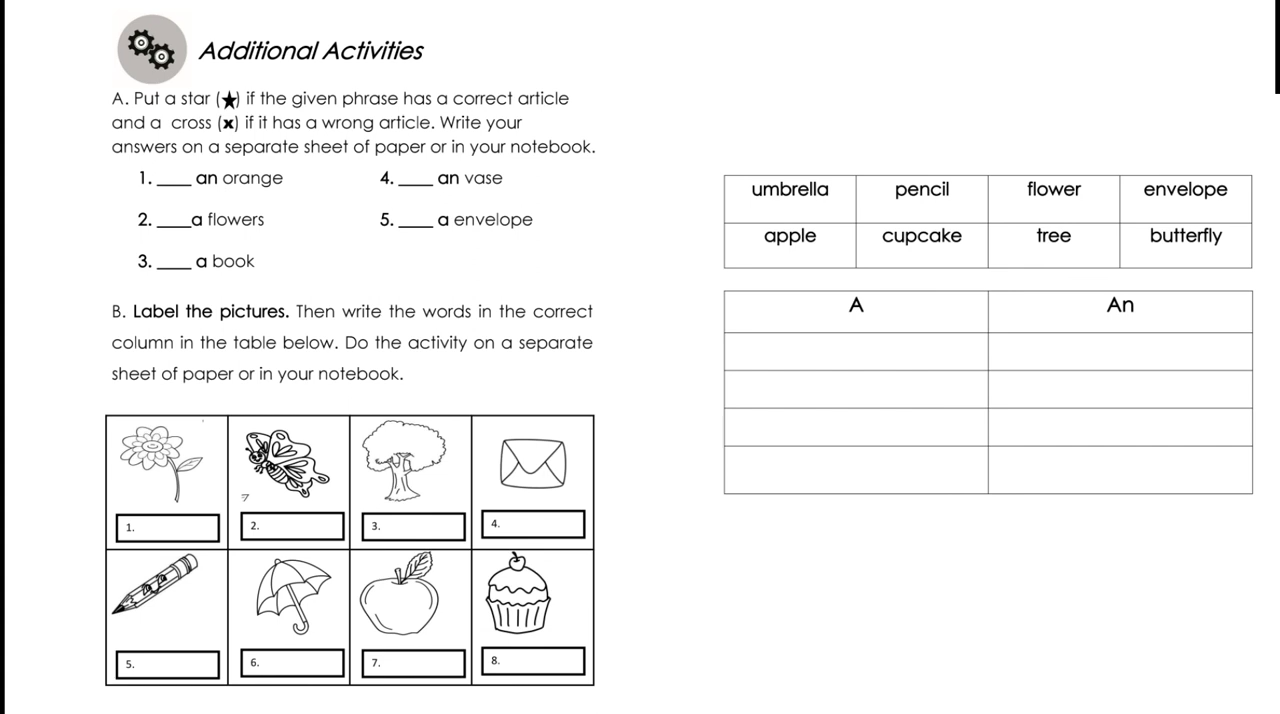 Additional Activities
A. Put a star (★) if the given phrase has a correct article
and a cross (x) if it has a wrong article. Write your
answers on a separate sheet of paper or in your notebook.
1. ____ an orange
4. ____ an vase
2. ____a flowers
5. ____ a envelope
3. ____ a book
B. Label the pictures. Then write the words in the correct
column in the table below. Do the activity on a separate
sheet of paper or in your notebook.
1.
2.
3.
4.
5.
6.
7.
8.
umbrella pencil flower envelope
apple cupcake tree butterfly
A An